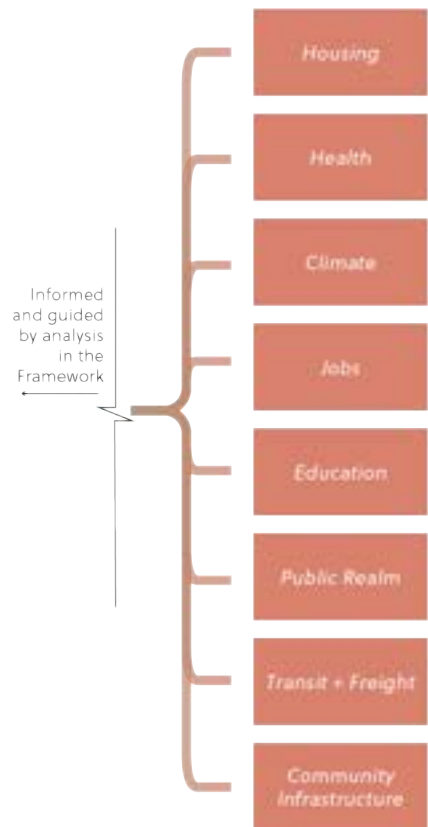 Housing
Health
Climate
Informed
and guided
by analysis
in the
Framework
Jobs
Education
Public Realm
Transit + Freight
Community
Infrastructure